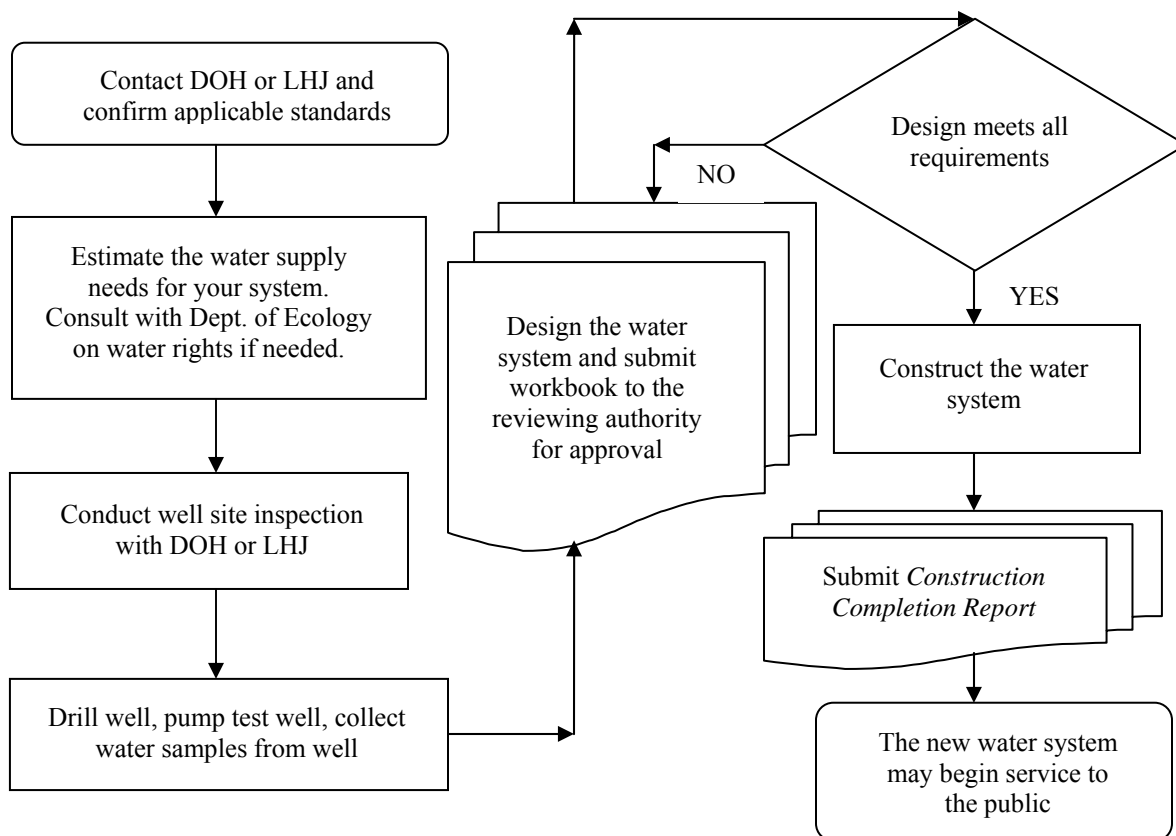 Contact DOH or LHJ and
confirm applicable standards
Estimate the water supply
needs for your system.
Consult with Dept. of Ecology
on water rights if needed.
Conduct well site inspection
with DOH or LHJ
Drill well, pump test well, collect
water samples from well
Design the water
system and submit
workbook to the
reviewing authority
for approval
Design meets all
requirements
NO
YES
Construct the water
system
Submit Construction
Completion Report
The new water system
may begin service to
the public